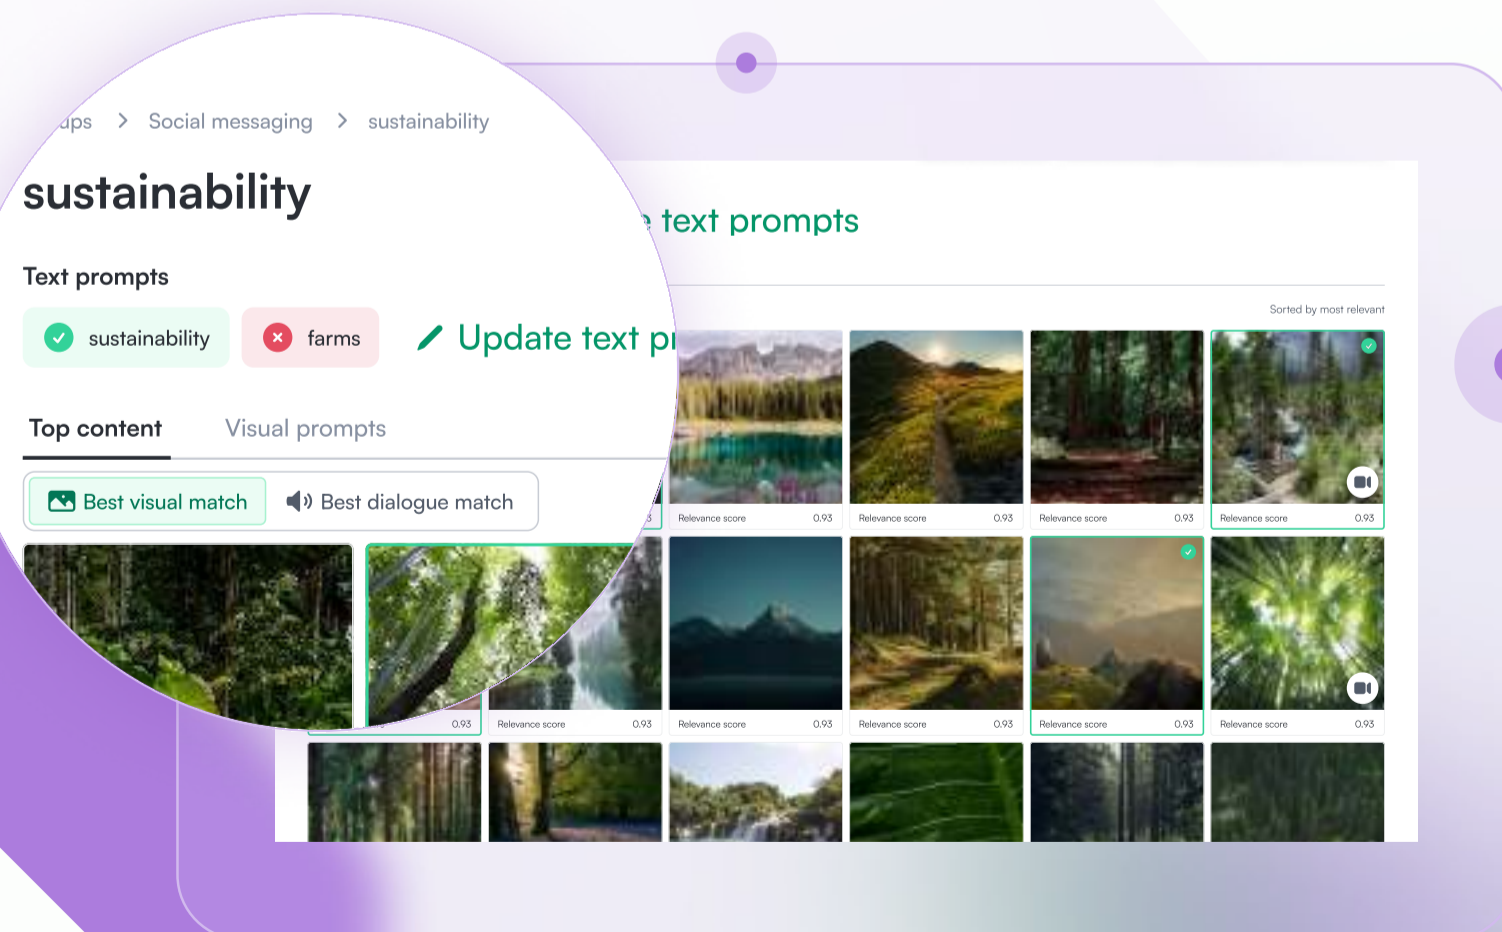 Social messaging
sustainability
sustainability
Text prompts
sustainability
farms
Update text
text prompts
Sorted by most relevant
Top content
Visual prompts
Best visual match
Best dialogue match
Relevance score 0.93
Relevance score 0.93
Relevance score 0.93
Relevance score 0.93
0.93
Relevance score 0.93
Relevance score 0.93
Relevance score 0.93
Relevance score 0.93
Relevance score 0.93